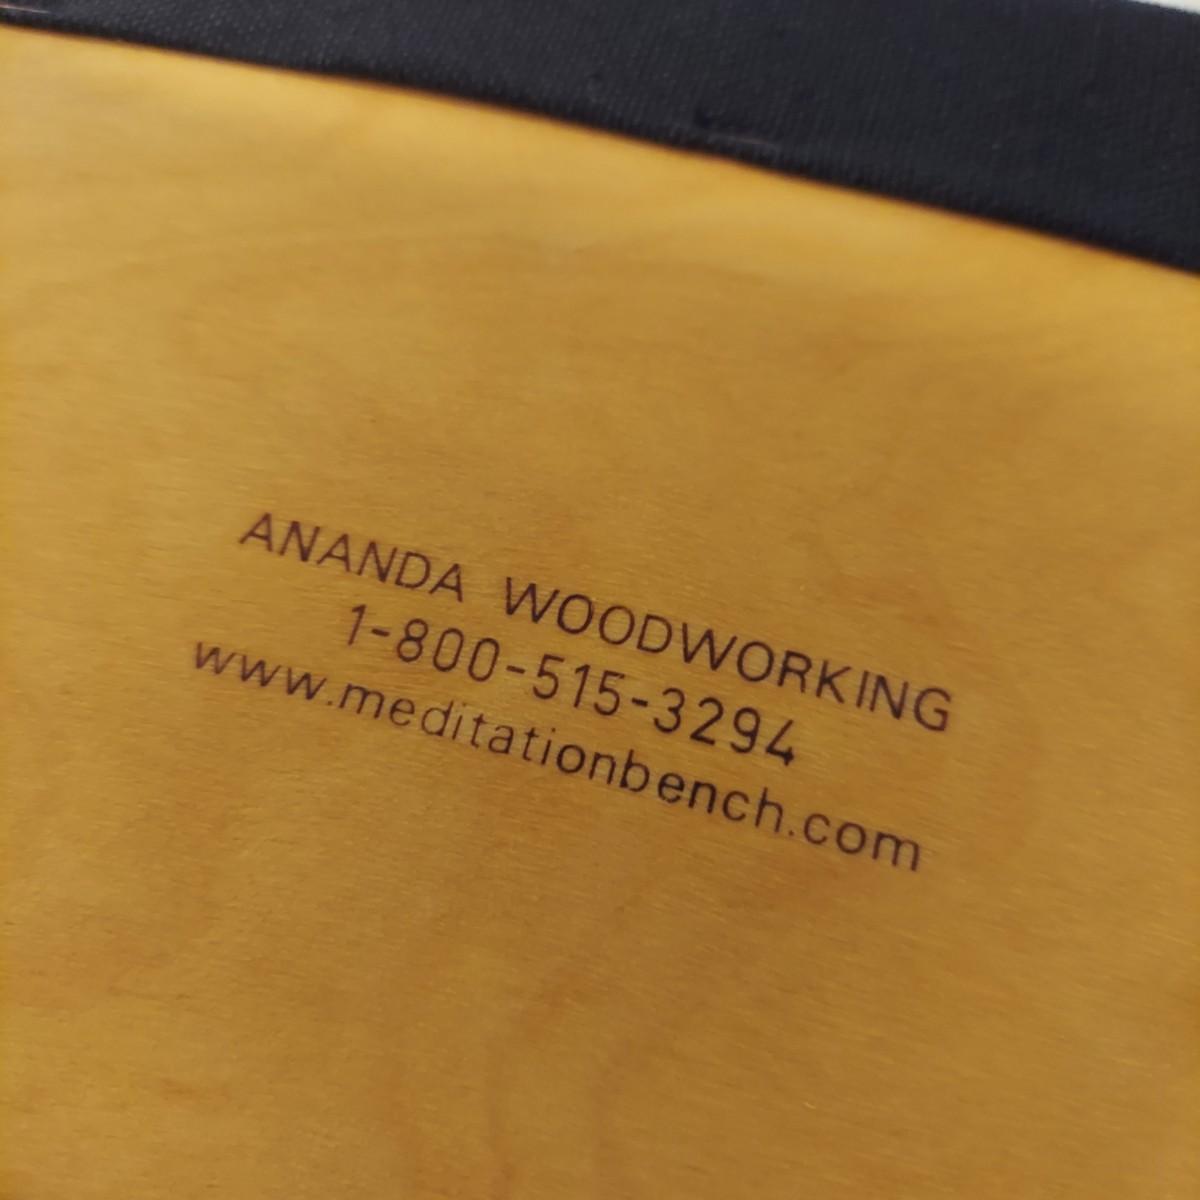 ANANDA WOODWORKING
1-800-515-3294
www.meditationbench.com